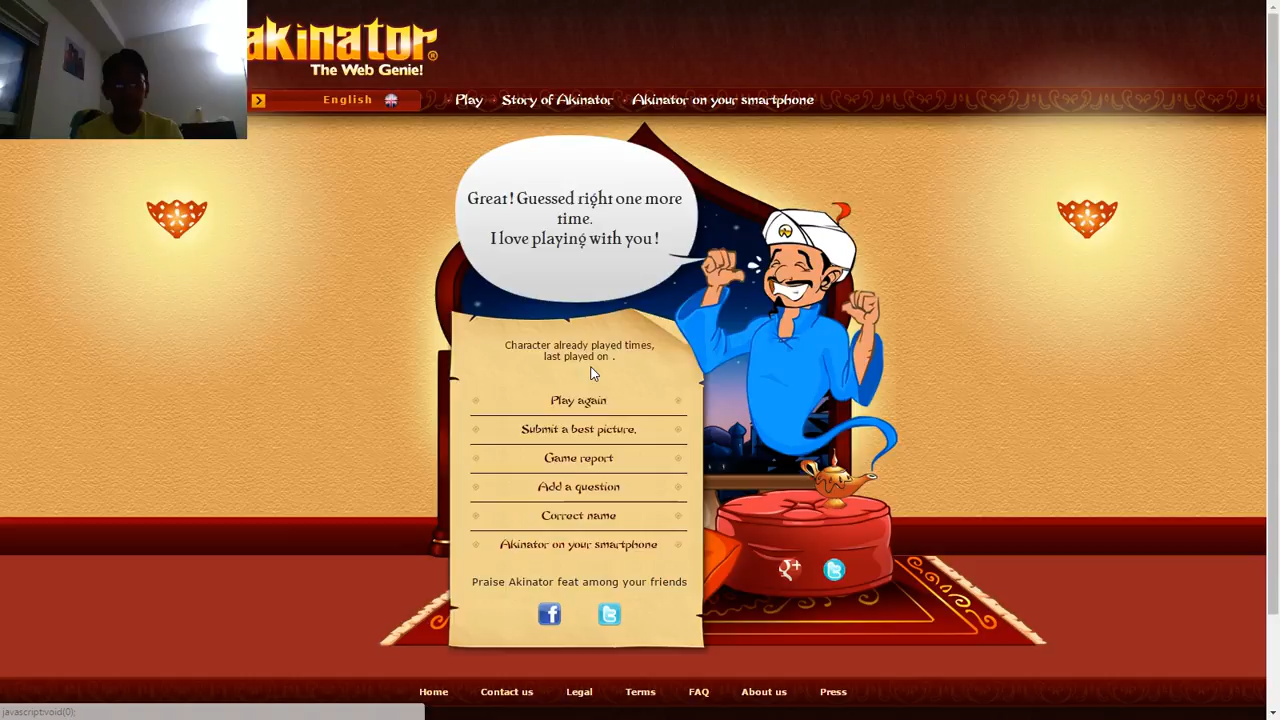 akinator®
The Web Genie!
English
Play
Story of Akinator
Akinator on your smartphone
Great! Guessed right one more
time.
I love playing with you!
Character already played times,
last played on .
Play again
Submit a best picture.
Game report
Add a question
Correct name
Akinator on your smartphone
Praise Akinator feat among your friends
Home
Contact us
Legal
Terms
FAQ
About us
Press
javascript:void(0);